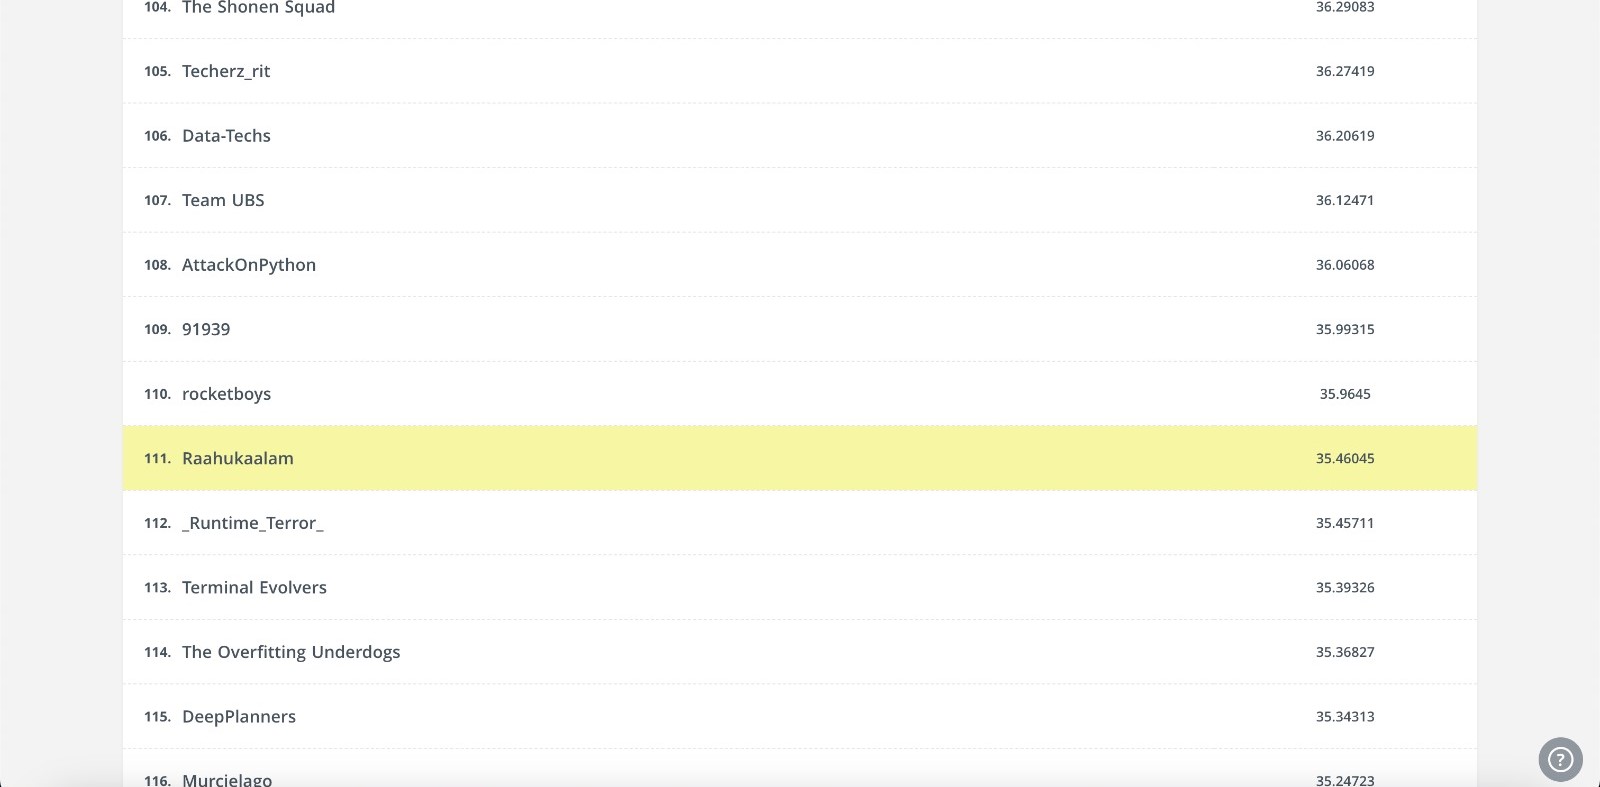 104. The Shonen Squad 36.29083
105. Techerz_rit 36.27419
106. Data-Techs 36.20619
107. Team UBS 36.12471
108. AttackOnPython 36.06068
109. 91939 35.99315
110. rocketboys 35.9645
111. Raahukaalam 35.46045
112. _Runtime_Terror_ 35.45711
113. Terminal Evolvers 35.39326
114. The Overfitting Underdogs 35.36827
115. DeepPlanners 35.34313
116. Murcielago 35.24723
?